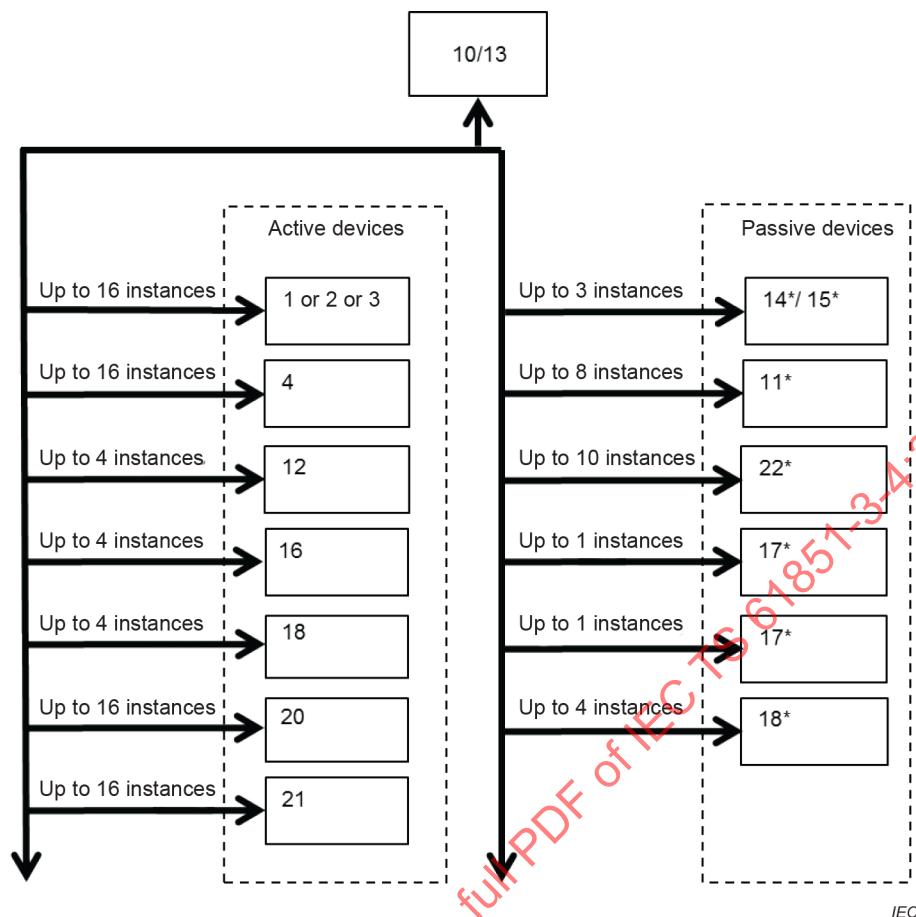 10/13
Active devices
Up to 16 instances
1 or 2 or 3
Up to 16 instances
4
Up to 4 instances
12
Up to 4 instances
16
Up to 4 instances
18
Up to 16 instances
20
Up to 16 instances
21
Passive devices
Up to 3 instances
14*/ 15*
Up to 8 instances
11*
Up to 10 instances
22*
Up to 1 instances
17*
Up to 1 instances
17*
Up to 4 instances
18*
full PDF of IEC TS 61851-3-4:
IEC